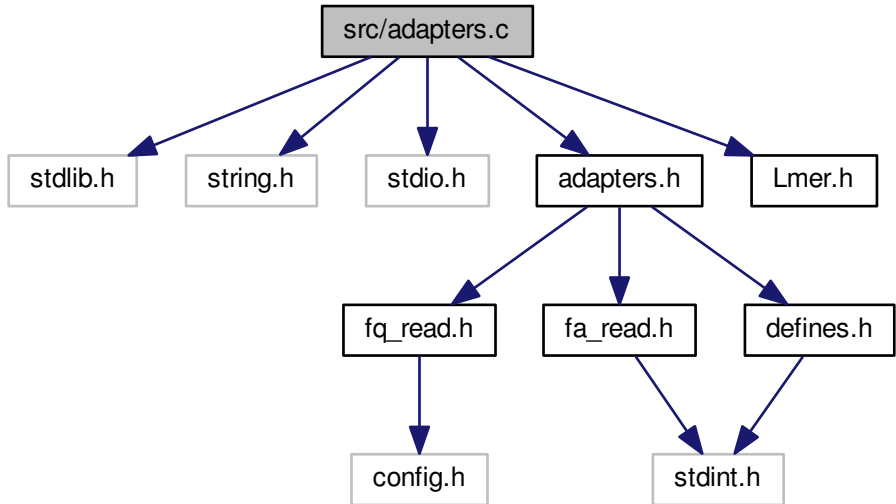 src/adapters.c
stdlib.h
string.h
stdio.h
adapters.h
Lmer.h
fq_read.h
fa_read.h
defines.h
config.h
stdint.h